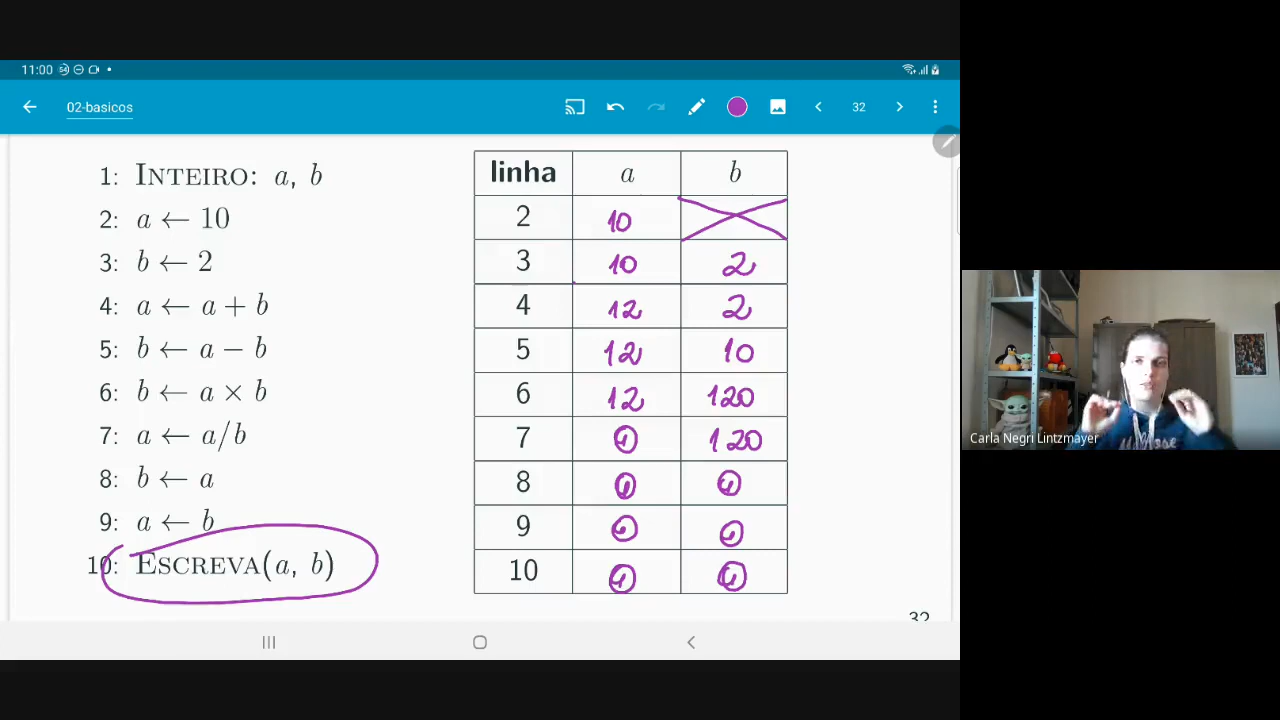 11:00
02-basicos
32
1: INTEIRO: a, b
2: a ← 10
3: b ← 2
4: a ← a + b
5: b ← a − b
6: b ← a × b
7: a ← a/b
8: b ← a
9: a ← b
10: ESCREVA(a, b)
linha a b
2 10
3 10 2
4 12 2
5 12 10
6 12 120
7 0 120
8 0 0
9 0 0
10 0 0
32
Carla Negri Lintzmayer